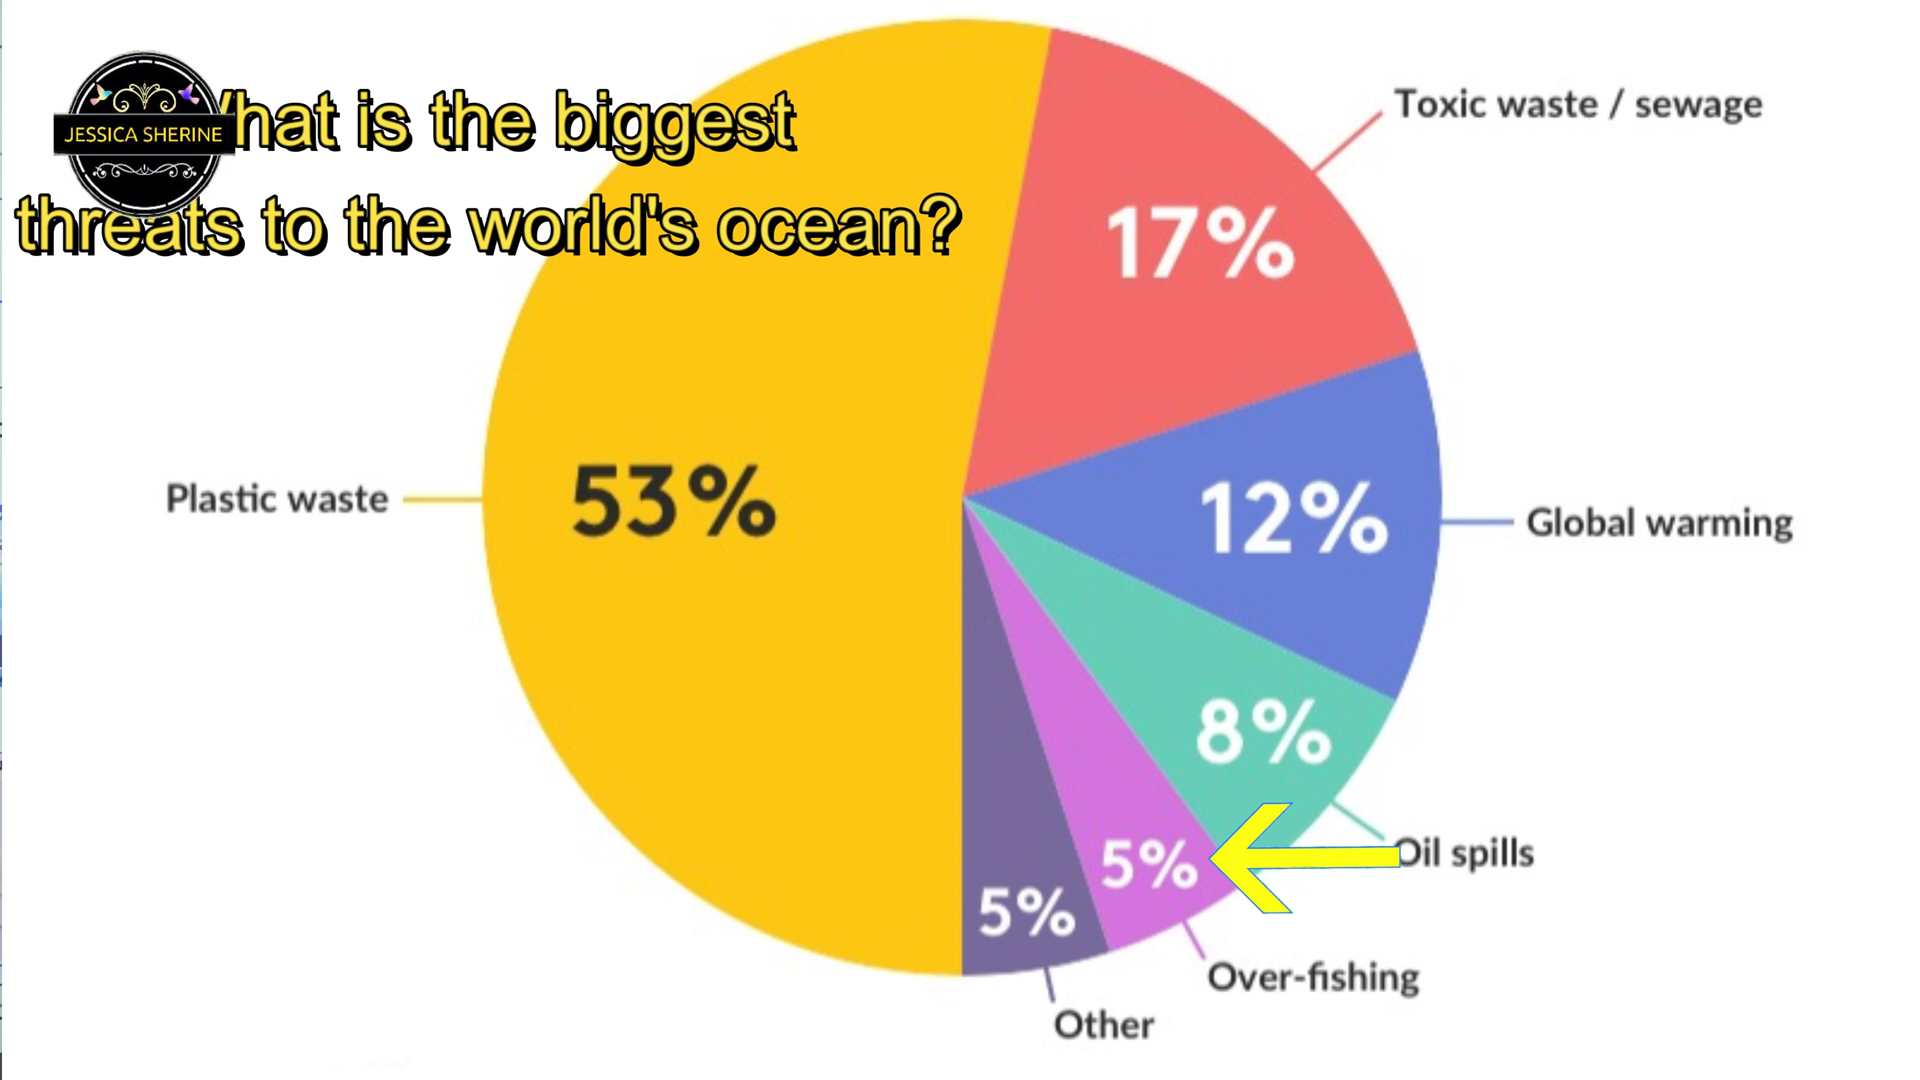 JESSICA SHERINE
What is the biggest
threats to the world's ocean?
Toxic waste / sewage
17%
Plastic waste
53%
12%
Global warming
8%
Oil spills
5%
5%
Over-fishing
Other